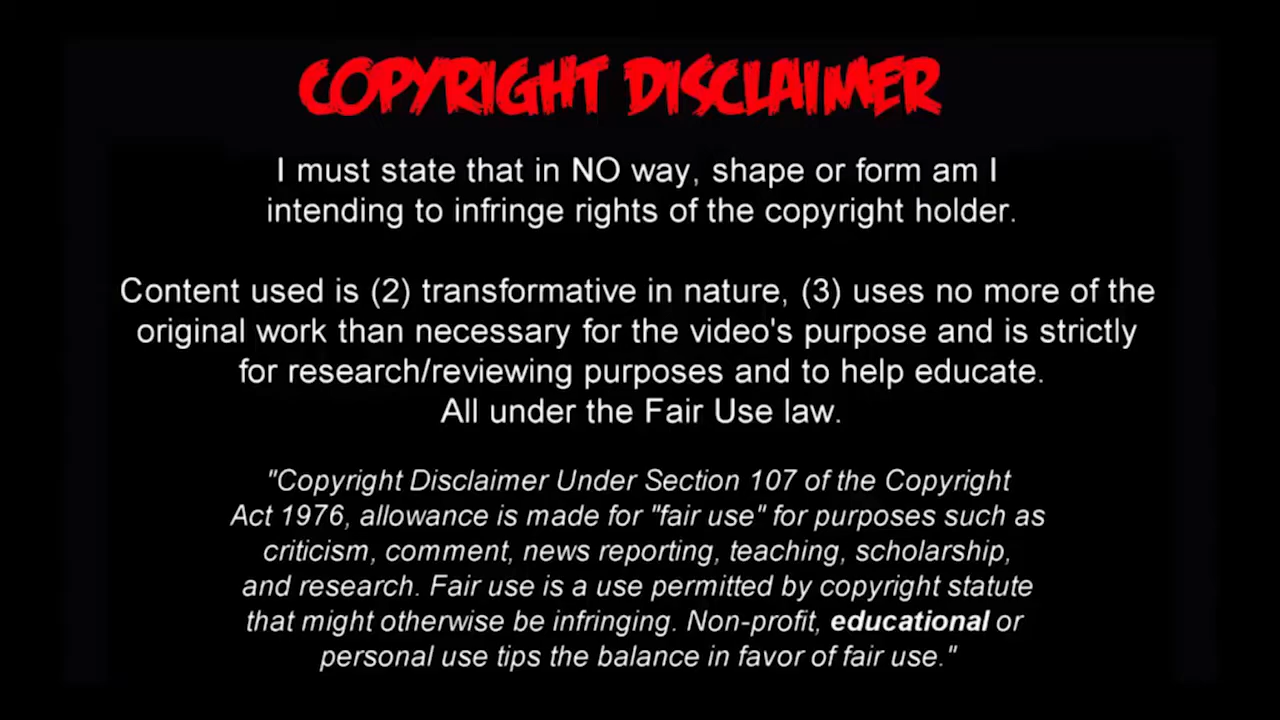 COPYRIGHT DISCLAIMER
I must state that in NO way, shape or form am I
intending to infringe rights of the copyright holder.
Content used is (2) transformative in nature, (3) uses no more of the
original work than necessary for the video's purpose and is strictly
for research/reviewing purposes and to help educate.
All under the Fair Use law.
"Copyright Disclaimer Under Section 107 of the Copyright
Act 1976, allowance is made for "fair use" for purposes such as
criticism, comment, news reporting, teaching, scholarship,
and research. Fair use is a use permitted by copyright statute
that might otherwise be infringing. Non-profit, educational or
personal use tips the balance in favor of fair use."